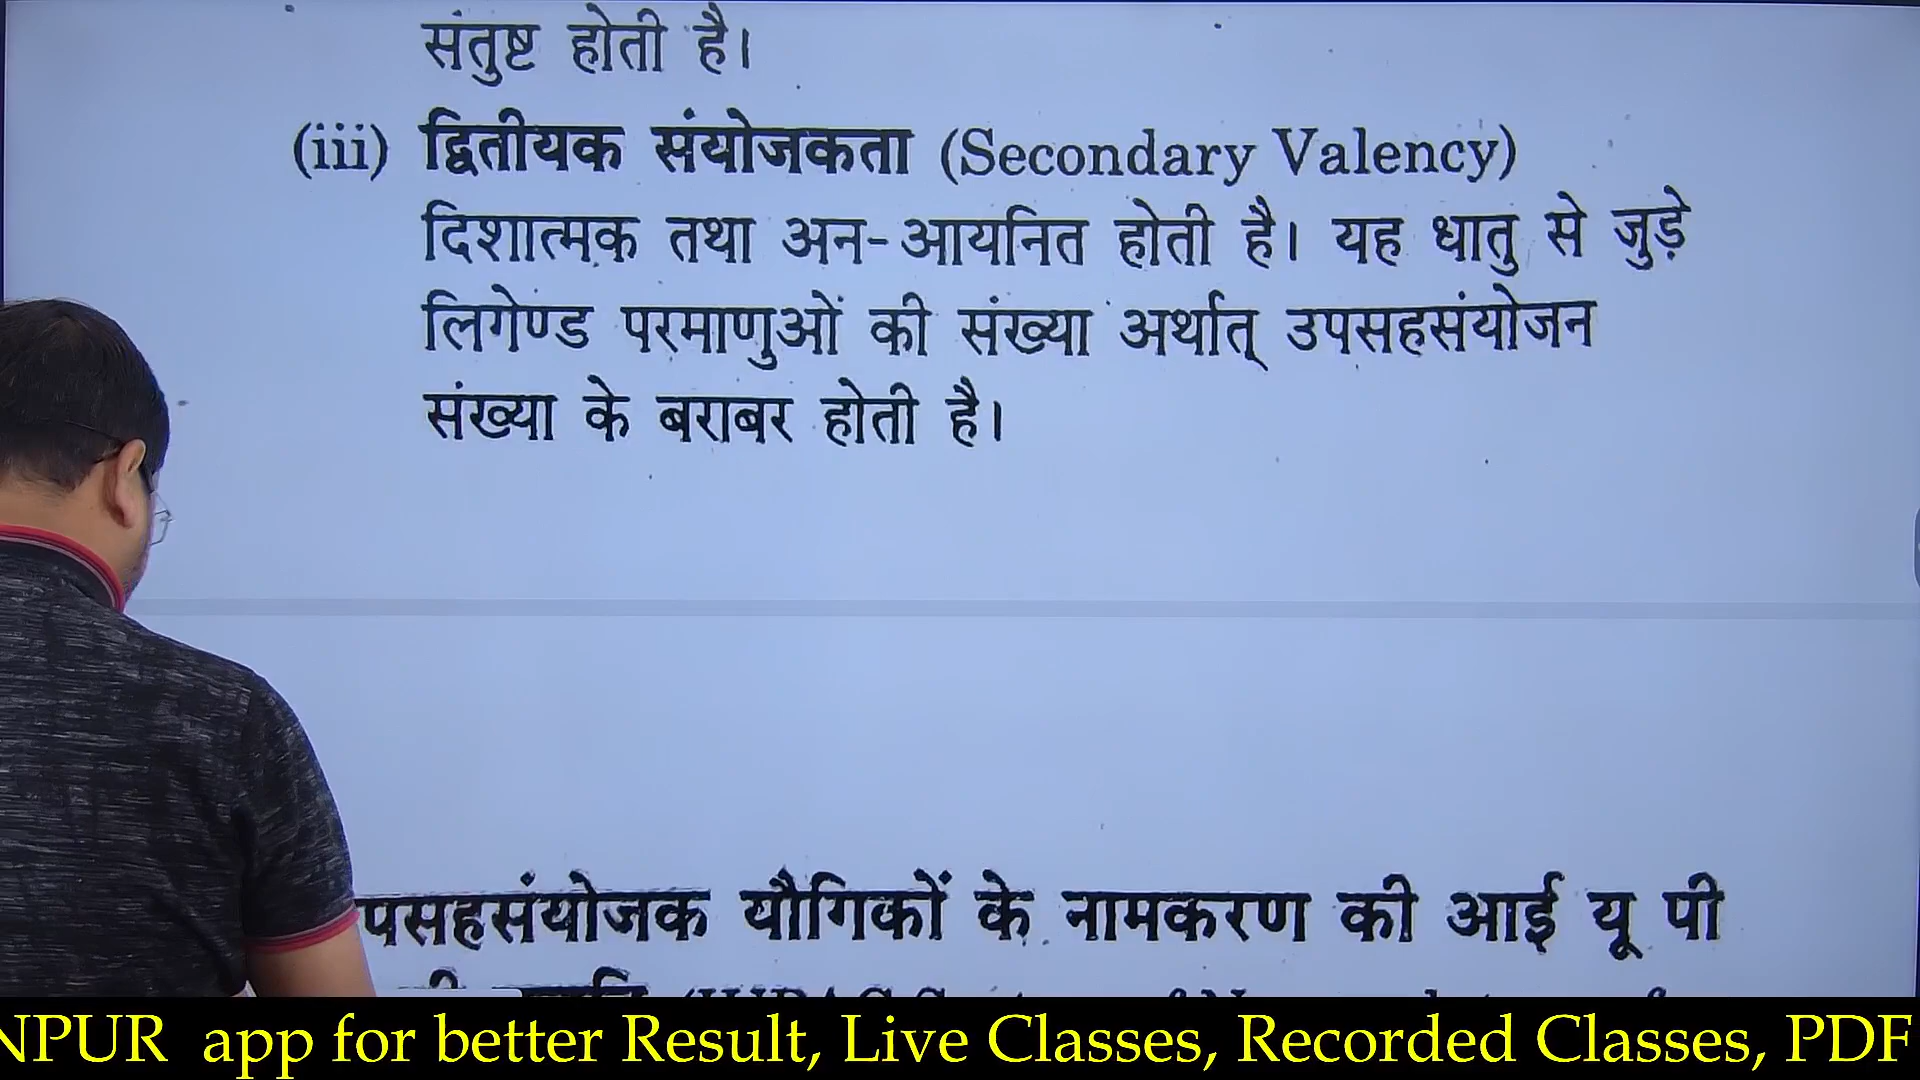 संतुष्ट होती है।
(iii) द्वितीयक संयोजकता (Secondary Valency)
दिशात्मक तथा अन-आयनित होती है। यह धातु से जुड़े
लिगेण्ड परमाणुओं की संख्या अर्थात् उपसहसंयोजन
संख्या के बराबर होती है।
पसहसंयोजक यौगिकों के नामकरण की आई यू पी
NPUR app for better Result, Live Classes, Recorded Classes, PDF